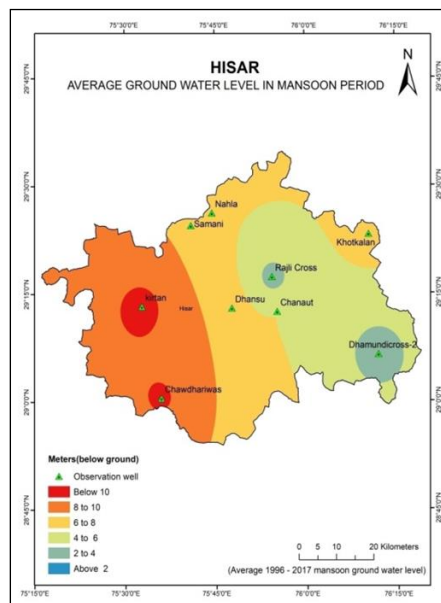 HISAR
AVERAGE GROUND WATER LEVEL IN MANSOON PERIOD
N
75°30'0"E 75°45'0"E 76°0'0"E 76°15'0"E
29°45'0"N 29°45'0"N
29°30'0"N 29°30'0"N
Nahla
Samani
Khotkalan
Rajli Cross
29°15'0"N 29°15'0"N
kirtan
Hisar
Dhansu
Chanaut
Dhamundicross-2
Chawdhariwas
29°0'0"N 29°0'0"N
Meters(below ground)
Observation well
Below 10
8 to 10
6 to 8
4 to 6
2 to 4
Above 2
28°45'0"N 28°45'0"N
0 5 10 20 Kilometers
(Average 1996 - 2017 mansoon ground water level)
75°15'0"E 75°30'0"E 75°45'0"E 76°0'0"E 76°15'0"E